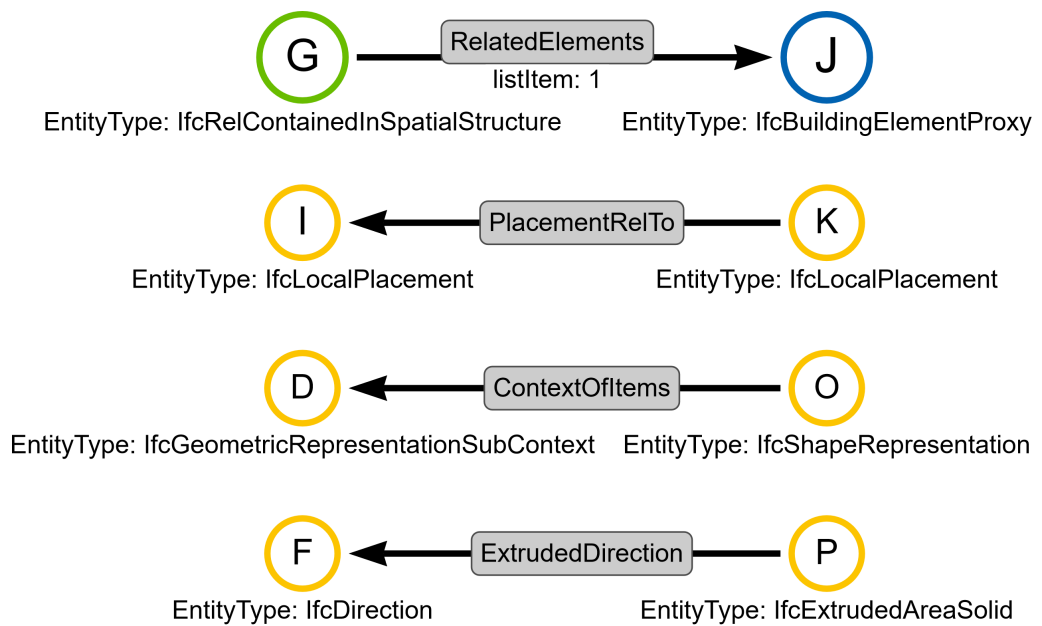 G RelatedElements J
listItem: 1
EntityType: IfcRelContainedInSpatialStructure EntityType: IfcBuildingElementProxy
I PlacementRelTo K
EntityType: IfcLocalPlacement EntityType: IfcLocalPlacement
D ContextOfItems O
EntityType: IfcGeometricRepresentationSubContext EntityType: IfcShapeRepresentation
F ExtrudedDirection P
EntityType: IfcDirection EntityType: IfcExtrudedAreaSolid